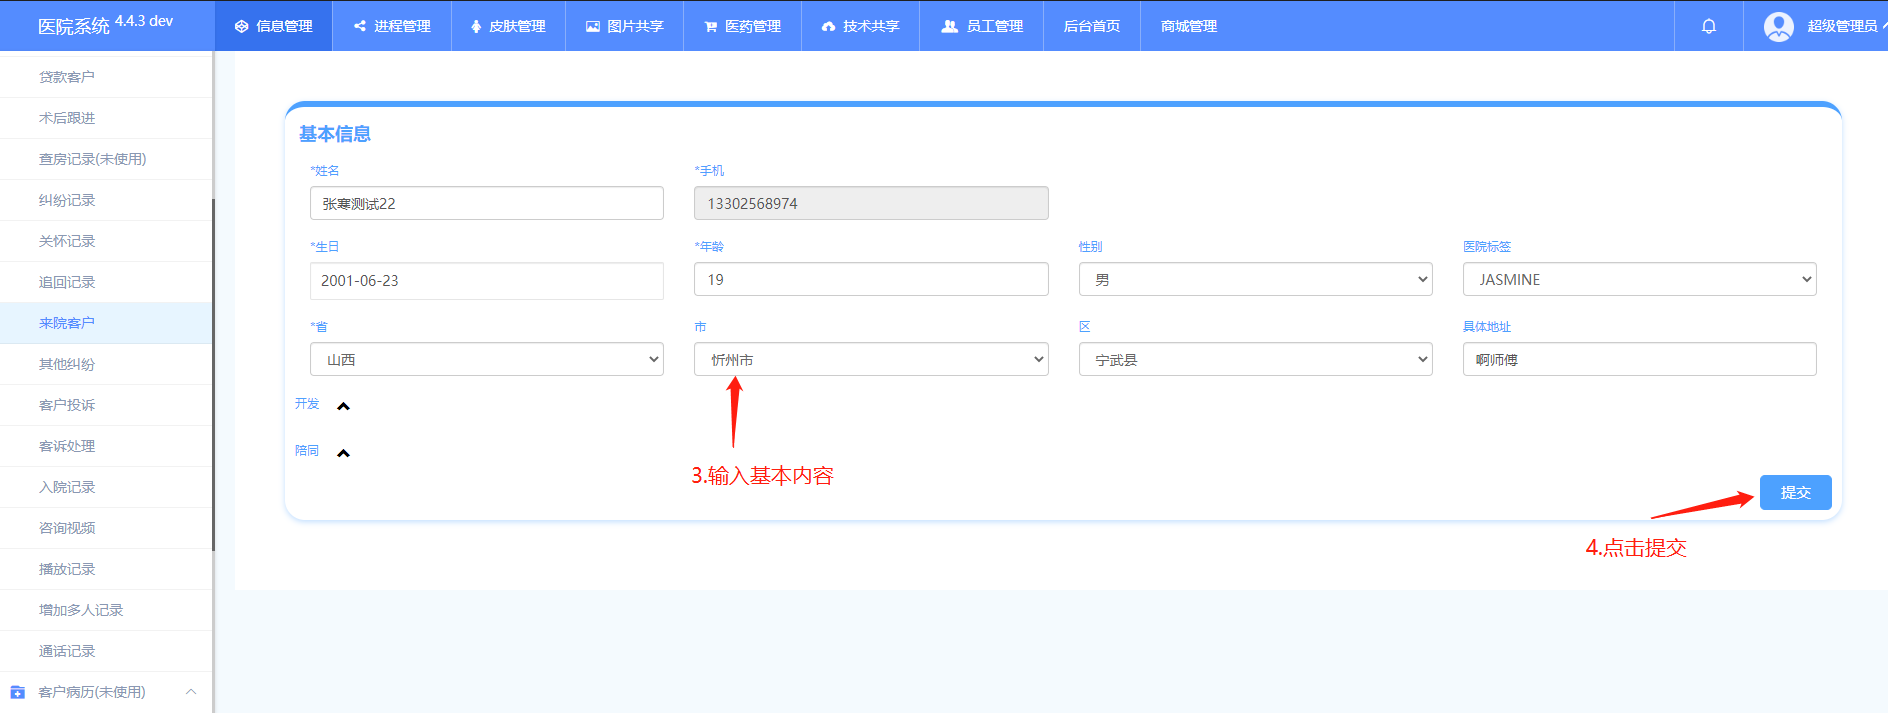 医院系统 4.4.3 dev
信息管理
进程管理
皮肤管理
图片共享
医药管理
技术共享
员工管理
后台首页
商城管理
超级管理员
贷款客户
术后跟进
查房记录(未使用)
纠纷记录
关怀记录
追回记录
来院客户
其他纠纷
客户投诉
客诉处理
入院记录
咨询视频
播放记录
增加多人记录
通话记录
客户病历(未使用)
基本信息
*姓名
*手机
张寒测试22
13302568974
*生日
*年龄
性别
医院标签
2001-06-23
19
男
JASMINE
*省
市
区
具体地址
山西
忻州市
宁武县
啊师傅
开发
陪同
3.输入基本内容
提交
4.点击提交